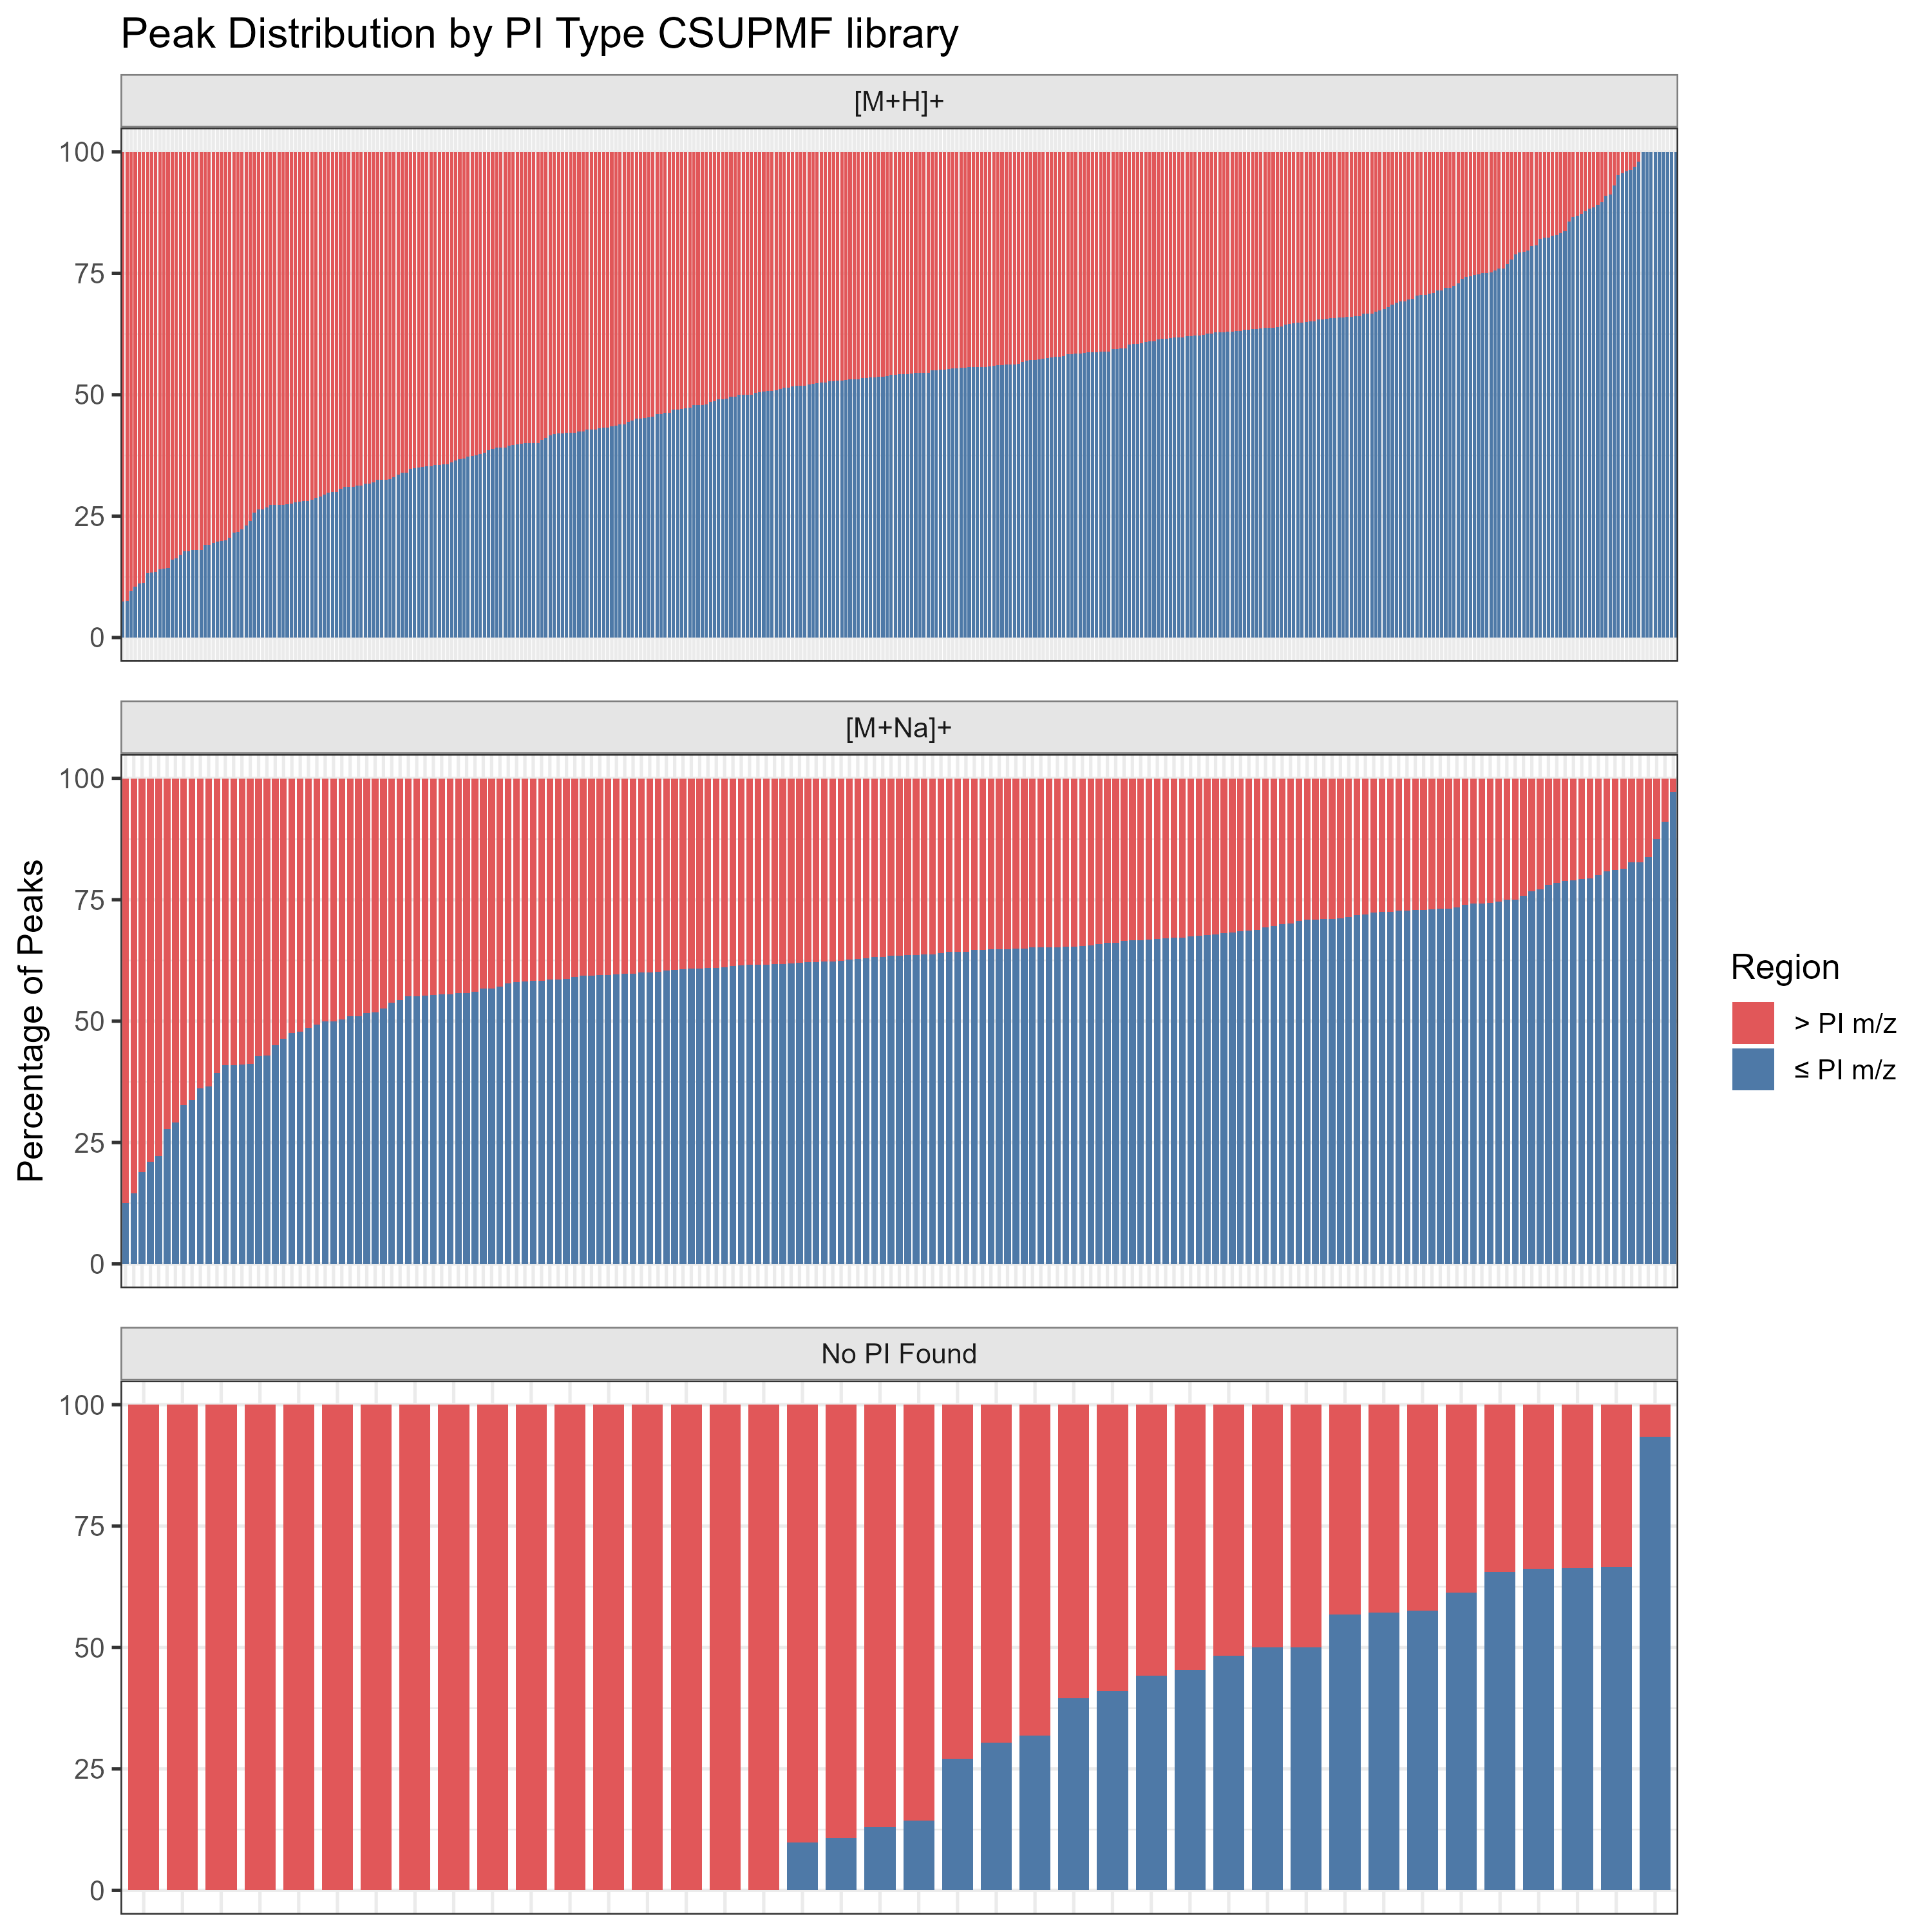 Peak Distribution by PI Type CSUPMF library
[M+H]+
100
75
50
25
0
[M+Na]+
100
75
50
25
0
Percentage of Peaks
Region
> PI m/z
≤ PI m/z
No PI Found
100
75
50
25
0